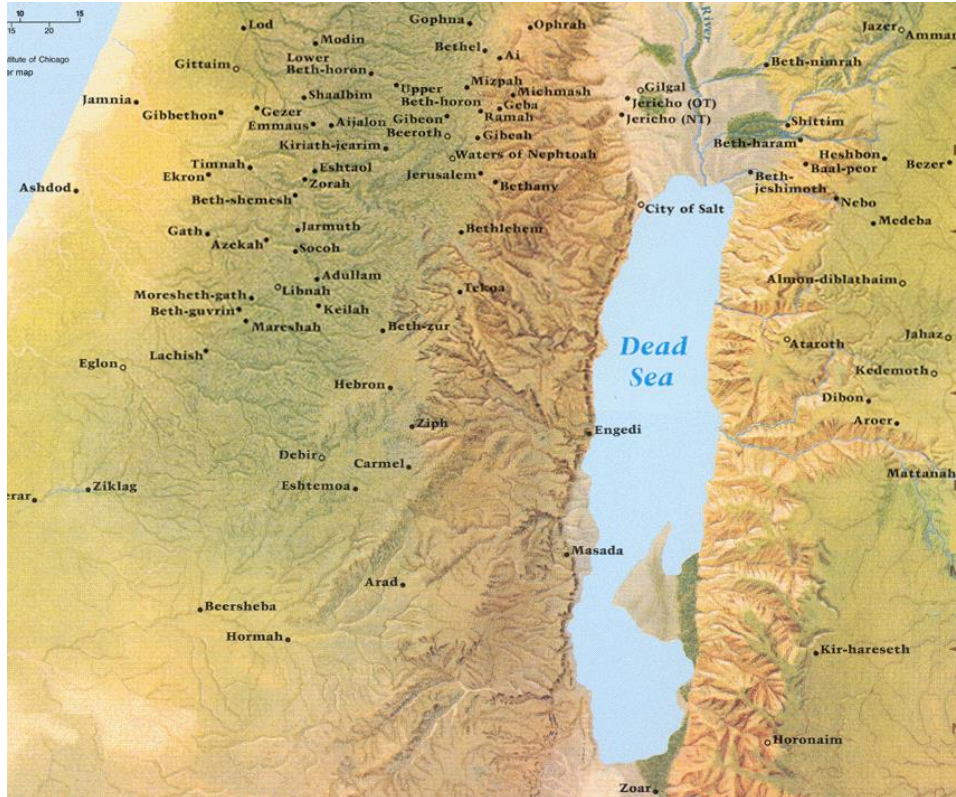 10 15
15 20
stitute of Chicago
er map
Lod
Modin
Gophna
Ophrah
River
Jazer
Amman
Bethel
Ai
Gittaim
Lower
Beth-horon
Beth-nimrah
Mizpah
Michmash
Upper
Beth-horon
Shaalbim
Geba
Ramah
Gilgal
Jericho (OT)
Jericho (NT)
Jamnia
Gibbethon
Gezer
Emmaus
Aijalon
Gibeon
Beeroth
Gibeah
Shittim
Beth-haram
Kiriath-jearim
Waters of Nephtoah
Heshbon
Baal-peor
Bezer
Timnah
Ekron
Eshtaol
Zorah
Jerusalem
Bethany
Beth-
jeshimoth
Ashdod
Beth-shemesh
City of Salt
Nebo
Medeba
Gath
Azekah
Jarmuth
Socoh
Bethlehem
Adullam
Libnah
Moresheth-gath
Beth-guvrin
Mareshah
Keilah
Tekoa
Almon-diblathaim
Beth-zur
Dead
Sea
Jahaz
Ataroth
Lachish
Eglon
Kedemoth
Hebron
Dibon
Ziph
Engedi
Aroer
Debir
Carmel
Mattanah
Eshtemoa
erar
Ziklag
Masada
Arad
Beersheba
Hormah
Kir-hareseth
Horonaim
Zoar